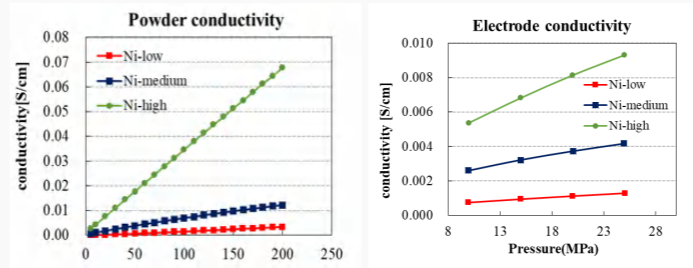 Powder conductivity
0.08
0.07
0.06
0.05
0.04
0.03
0.02
0.01
0.00
conductivity[S/cm]
Ni-low
Ni-medium
Ni-high
0 50 100 150 200 250
Electrode conductivity
0.010
0.008
0.006
0.004
0.002
0.000
conductivity [S/cm]
Ni-low
Ni-medium
Ni-high
8 13 18 23 28
Pressure(MPa)